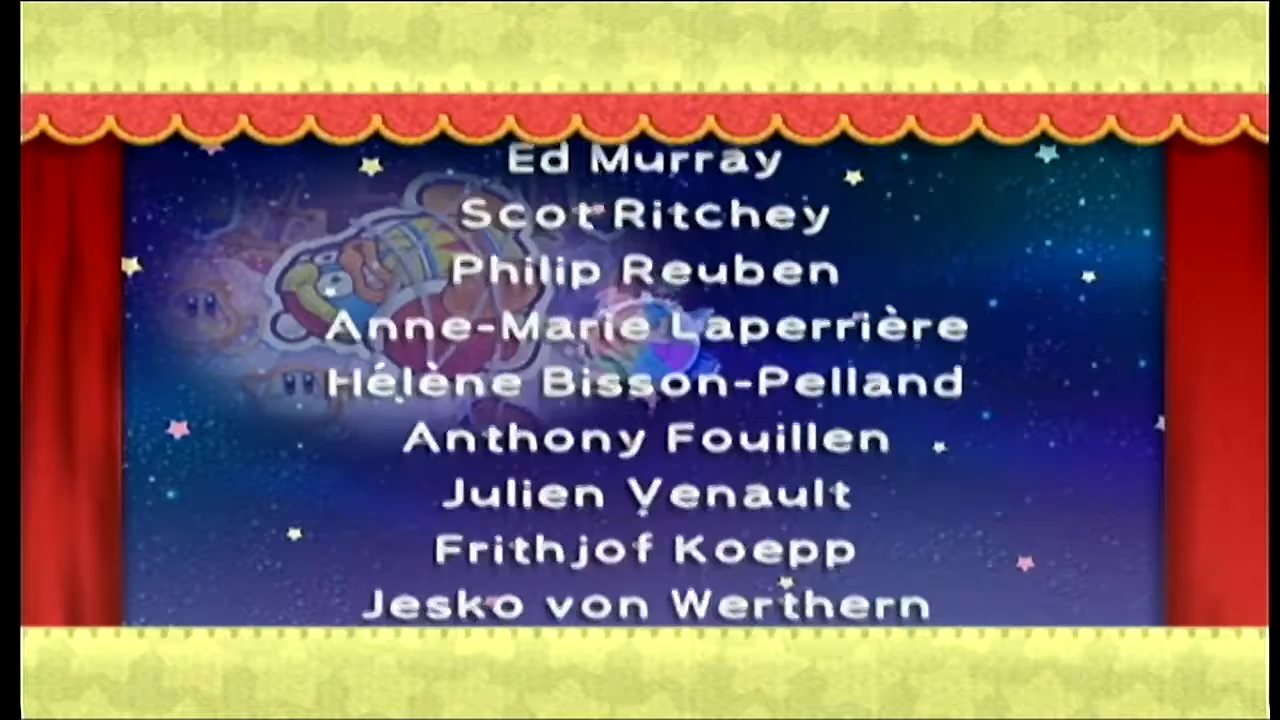 Ed Murray
Scot Ritchey
Philip Reuben
Anne-Marie Laperrière
Hélène Bisson-Pelland
Anthony Fouillen
Julien Venault
Frithjof Koepp
Jesko von Werthern